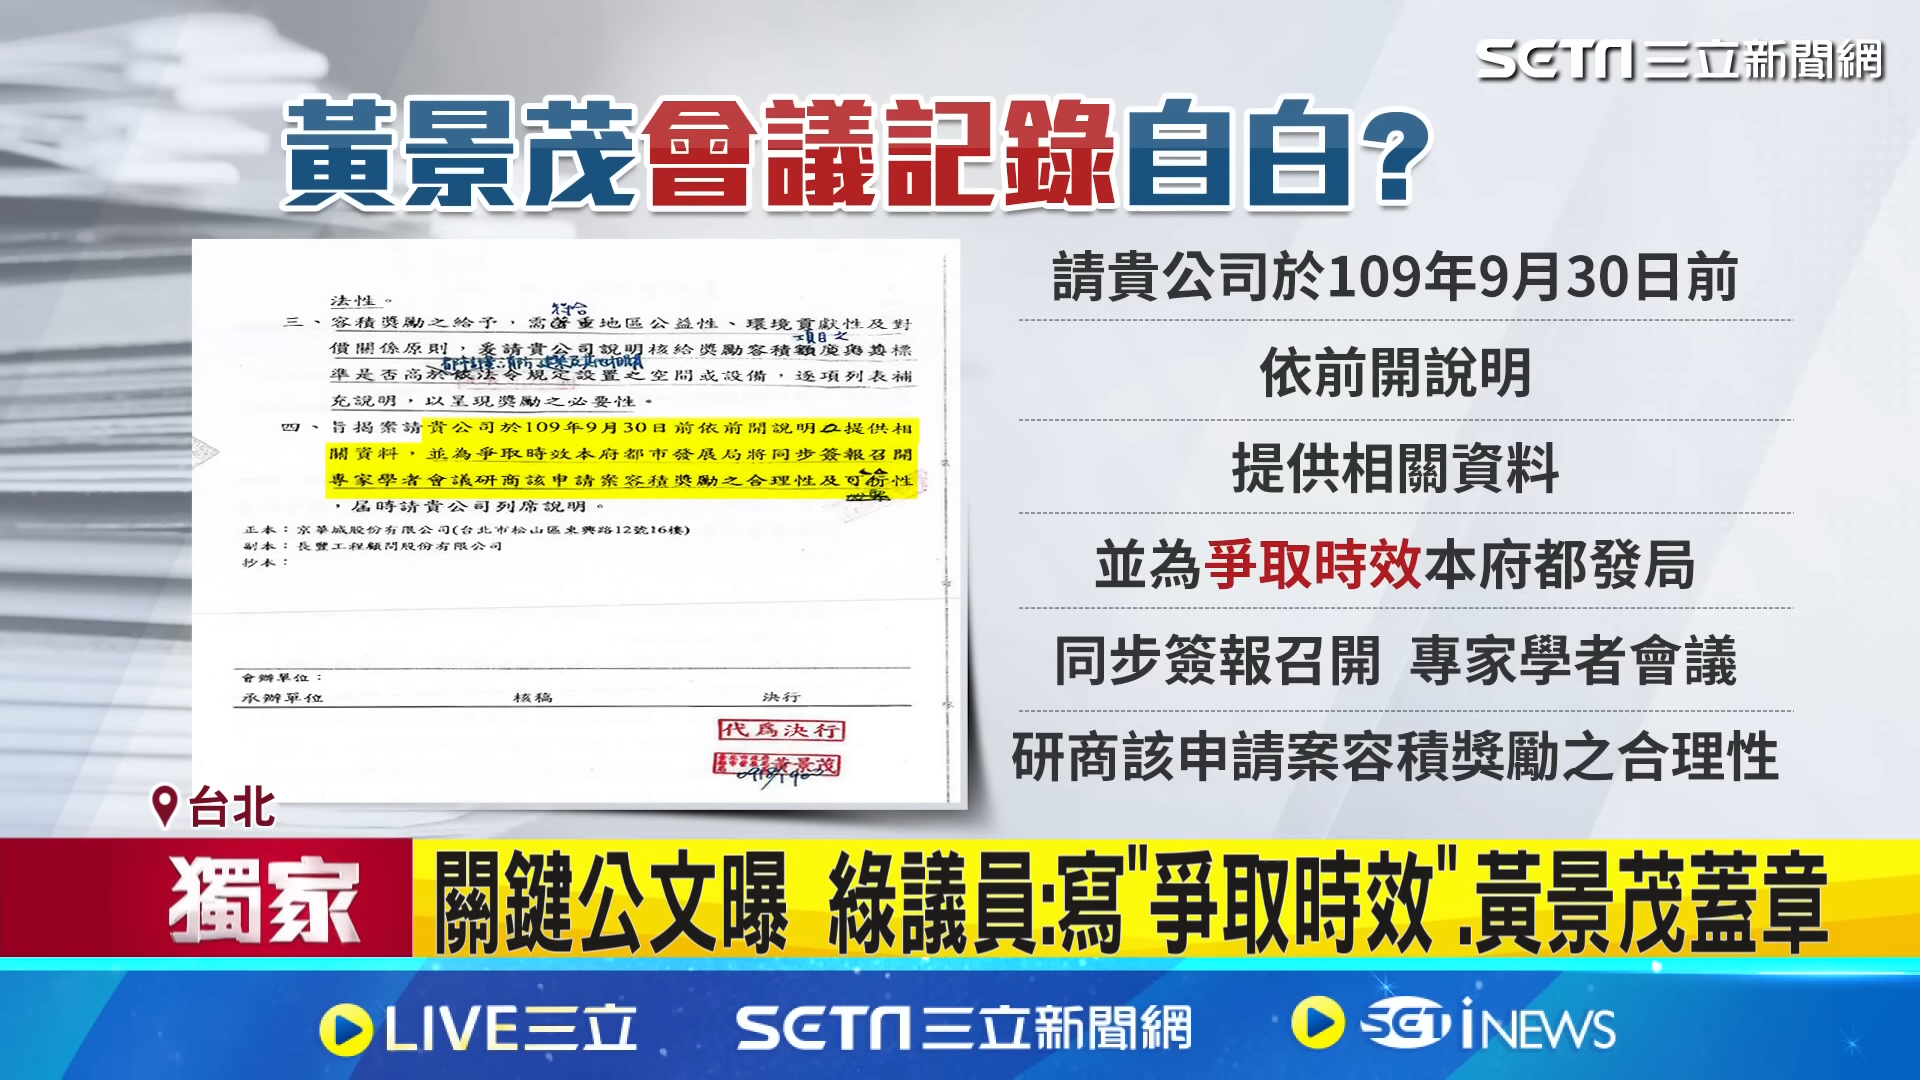 SETN三立新聞網
黃景茂會議記錄自白?
法性。
符合
三、容積獎勵之給予，需著重地區公益性、環境貢獻性及對
項目之
價關係原則，爰請貴公司說明核給獎勵容積額度與其標
準是否高於依法令規定設置之空間或設備，逐項列表補
充說明，以呈現獎勵之必要性。
四、旨揭案請貴公司於109年9月30日前依前開說明提供相
關資料，並為爭取時效本府都市發展局將同步簽報召開
專家學者會議研商該申請案容積獎勵之合理性及可行性
，屆時請貴公司列席說明。
正本：京華城股份有限公司(台北市松山區東興路12號16樓)
副本：長豐工程顧問股份有限公司
抄本：
會辦單位：
承辦單位 核稿 決行
代為決行
黃景茂
請貴公司於109年9月30日前
依前開說明
提供相關資料
並為爭取時效本府都發局
同步簽報召開 專家學者會議
研商該申請案容積獎勵之合理性
台北
獨家
關鍵公文曝 綠議員:寫"爭取時效".黃景茂蓋章
LIVE三立 SETN三立新聞網 SET iNEWS